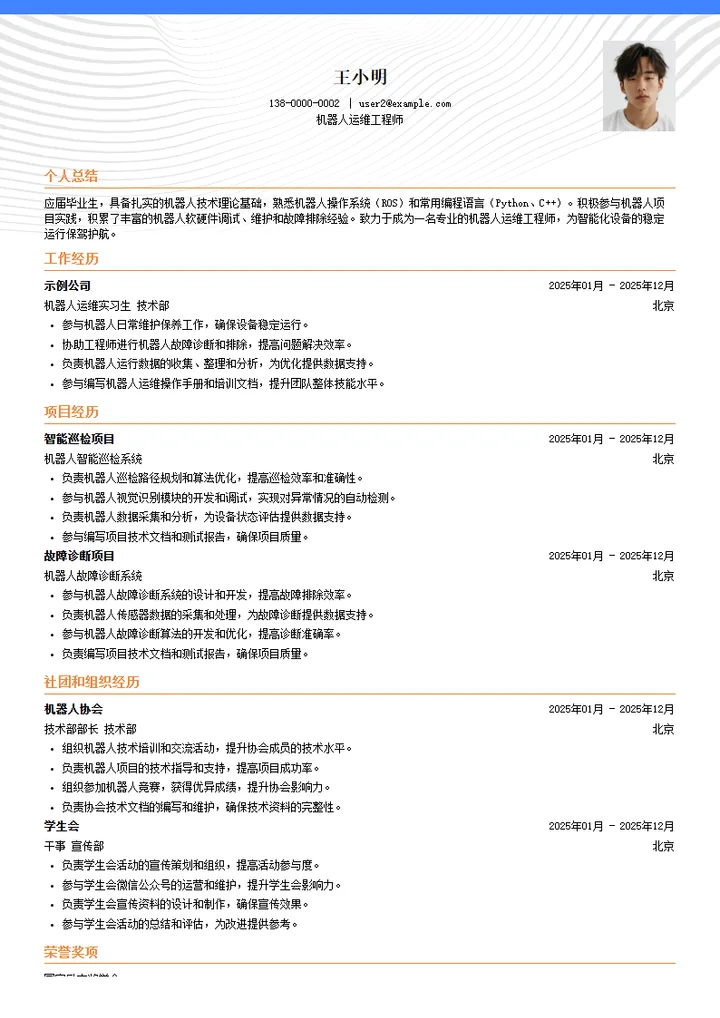 王小明
138-0000-0002 | user2@example.com
机器人运维工程师
个人总结
应届毕业生，具备扎实的机器人技术理论基础，熟悉机器人操作系统（ROS）和常用编程语言（Python、C++）。积极参与机器人项
目实践，积累了丰富的机器人软硬件调试、维护和故障排除经验。致力于成为一名专业的机器人运维工程师，为智能化设备的稳定
运行保驾护航。
工作经历
示例公司 2025年01月 - 2025年12月
机器人运维实习生 技术部 北京
• 参与机器人日常维护保养工作，确保设备稳定运行。
• 协助工程师进行机器人故障诊断和排除，提高问题解决效率。
• 负责机器人运行数据的收集、整理和分析，为优化提供数据支持。
• 参与编写机器人运维操作手册和培训文档，提升团队整体技能水平。
项目经历
智能巡检项目 2025年01月 - 2025年12月
机器人智能巡检系统 北京
• 负责机器人巡检路径规划和算法优化，提高巡检效率和准确性。
• 参与机器人视觉识别模块的开发和调试，实现对异常情况的自动检测。
• 负责机器人数据采集和分析，为设备状态评估提供数据支持。
• 参与编写项目技术文档和测试报告，确保项目质量。
故障诊断项目 2025年01月 - 2025年12月
机器人故障诊断系统 北京
• 参与机器人故障诊断系统的设计和开发，提高故障排除效率。
• 负责机器人传感器数据的采集和处理，为故障诊断提供数据支持。
• 参与机器人故障诊断算法的开发和优化，提高诊断准确率。
• 负责编写项目技术文档和测试报告，确保项目质量。
社团和组织经历
机器人协会 2025年01月 - 2025年12月
技术部部长 技术部 北京
• 组织机器人技术培训和交流活动，提升协会成员的技术水平。
• 负责机器人项目的技术指导和支持，提高项目成功率。
• 组织参加机器人竞赛，获得优异成绩，提升协会影响力。
• 负责协会技术文档的编写和维护，确保技术资料的完整性。
学生会 2025年01月 - 2025年12月
干事 宣传部 北京
• 负责学生会活动的宣传策划和组织，提高活动参与度。
• 参与学生会微信公众号的运营和维护，提升学生会影响力。
• 负责学生会宣传资料的设计和制作，确保宣传效果。
• 参与学生会活动的总结和评估，为改进提供参考。
荣誉奖项